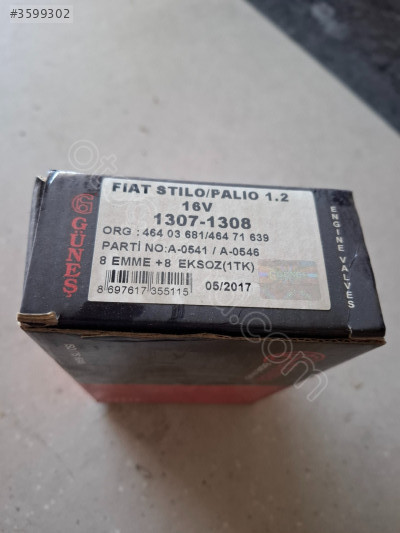 #3599302
FIAT STILO/PALIO 1.2
16V
1307-1308
ORG : 464 03 681/464 71 639
PARTİ NO:A-0541 / A-0546
8 EMME +8 EKSOZ(1TK)
8 697617 355115
05/2017
GÜNEŞ
ENGINE VALVES